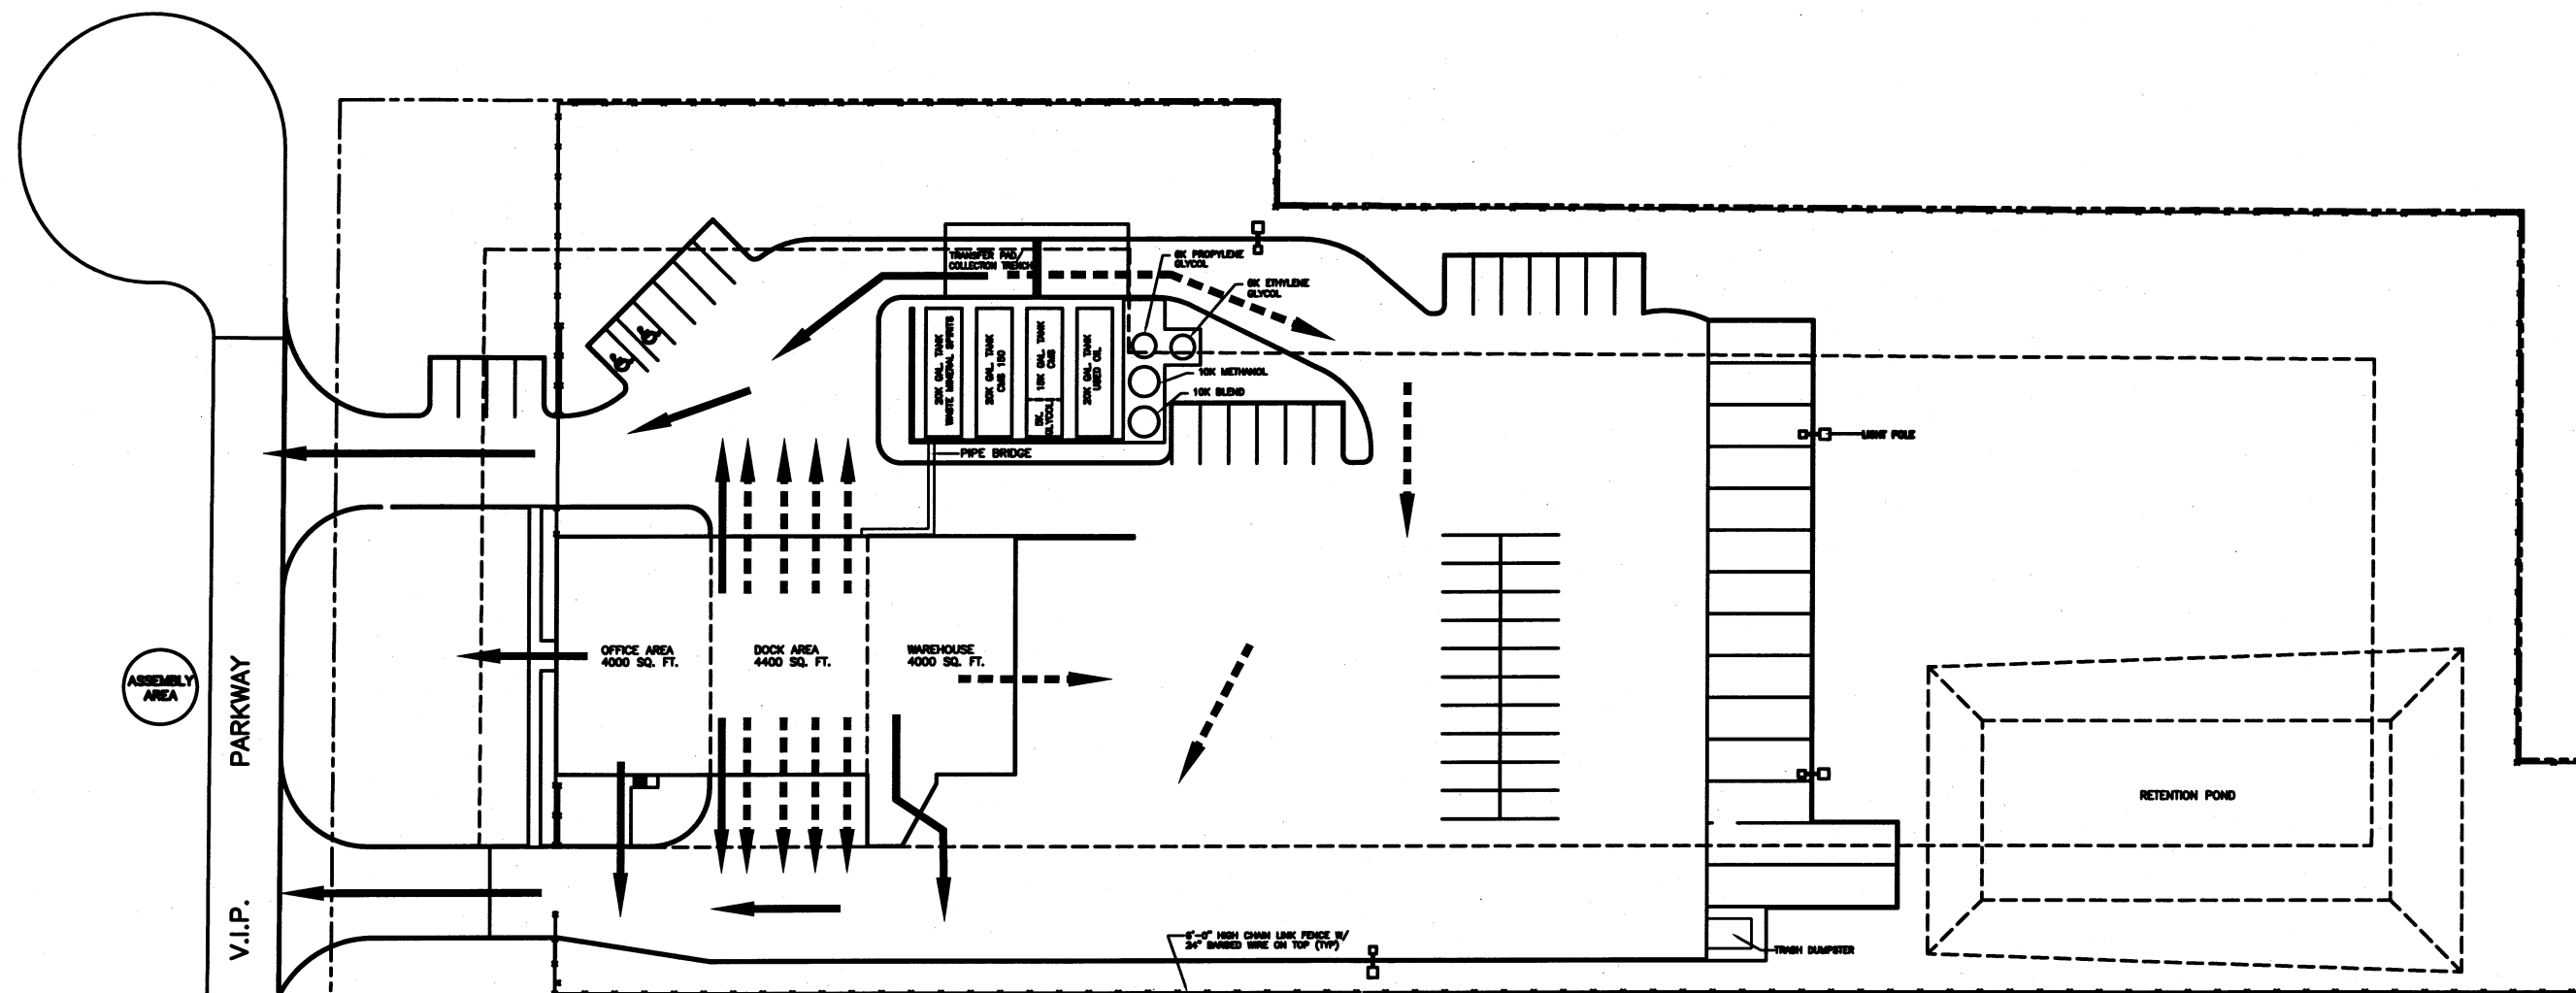 TRANSFER PAD/
COLLECTION TRENCH
6K PROPYLENE
GLYCOL
6K ETHYLENE
GLYCOL
20K GAL. TANK
WASTE MINERAL SPIRITS
20K GAL. TANK
CMS 150
15K GAL. TANK
CMS
5K.
GLYCOL
20K GAL. TANK
USED OIL
10K METHANOL
10K BLEND
PIPE BRIDGE
LIGHT POLE
OFFICE AREA
4000 SQ. FT.
DOCK AREA
4400 SQ. FT.
WAREHOUSE
4000 SQ. FT.
ASSEMBLY
AREA
V.I.P. PARKWAY
RETENTION POND
6'-0" HIGH CHAIN LINK FENCE W/
24" BARBED WIRE ON TOP (TYP)
TRASH DUMPSTER